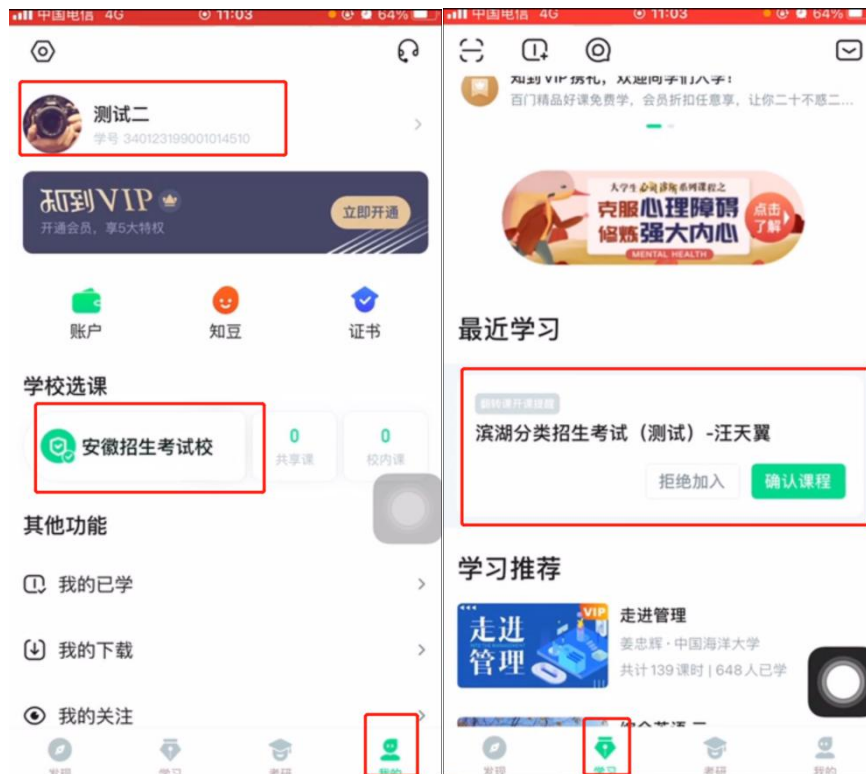 中国电信 4G
11:03
64%
测试二
学号 340123199001014510
知到VIP
开通会员，享5大特权
立即开通
账户
知豆
证书
学校选课
安徽招生考试校
0
共享课
0
校内课
其他功能
我的已学
我的下载
我的关注
发现
学习
考研
我的
中国电信 4G
11:03
64%
知到VIP携礼，欢迎同学们入学！
百门精品好课免费学，会员折扣任意享，让你二十不惑二...
大学生必修系列课程之
克服心理障碍
修炼强大内心
MENTAL HEALTH
点击
了解
最近学习
翻转课开课提醒
滨湖分类招生考试（测试）-汪天翼
拒绝加入
确认课程
学习推荐
走进
管理
VIP
走进管理
姜忠辉·中国海洋大学
共计139课时|648人已学
发现
学习
考研
我的